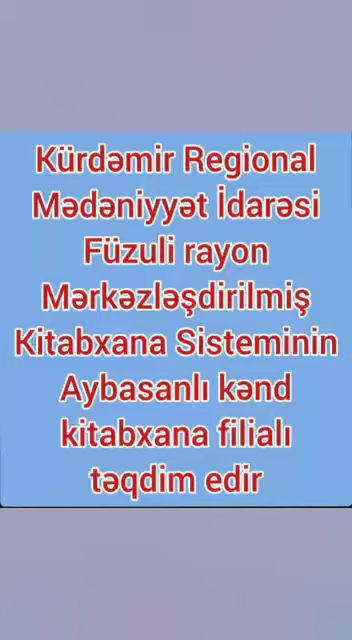 Kürdəmir Regional
Mədəniyyət İdarəsi
Füzuli rayon
Mərkəzləşdirilmiş
Kitabxana Sisteminin
Aybasanlı kənd
kitabxana filialı
təqdim edir